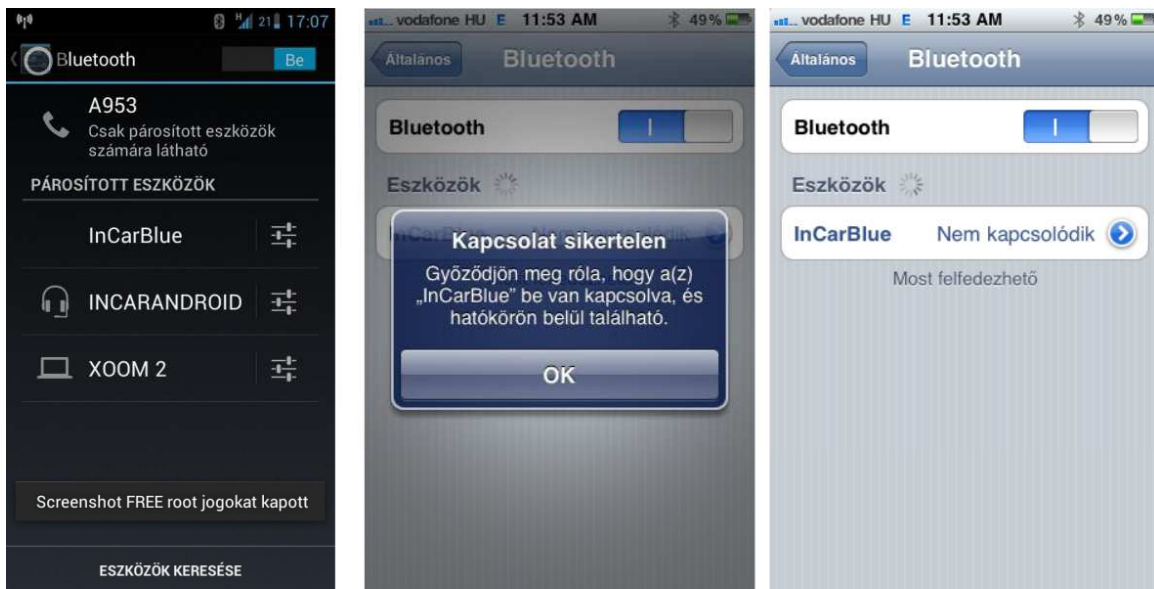 21 17:07
Bluetooth
Be
A953
Csak párosított eszközök
számára látható
PÁROSÍTOTT ESZKÖZÖK
InCarBlue
INCARANDROID
XOOM 2
Screenshot FREE root jogokat kapott
ESZKÖZÖK KERESÉSE
vodafone HU E 11:53 AM 49%
Általános
Bluetooth
Bluetooth
Eszközök
Kapcsolat sikertelen
Győződjön meg róla, hogy a(z)
„InCarBlue” be van kapcsolva, és
hatókörön belül található.
OK
vodafone HU E 11:53 AM 49%
Általános
Bluetooth
Bluetooth
Eszközök
InCarBlue Nem kapcsolódik
Most felfedezhető